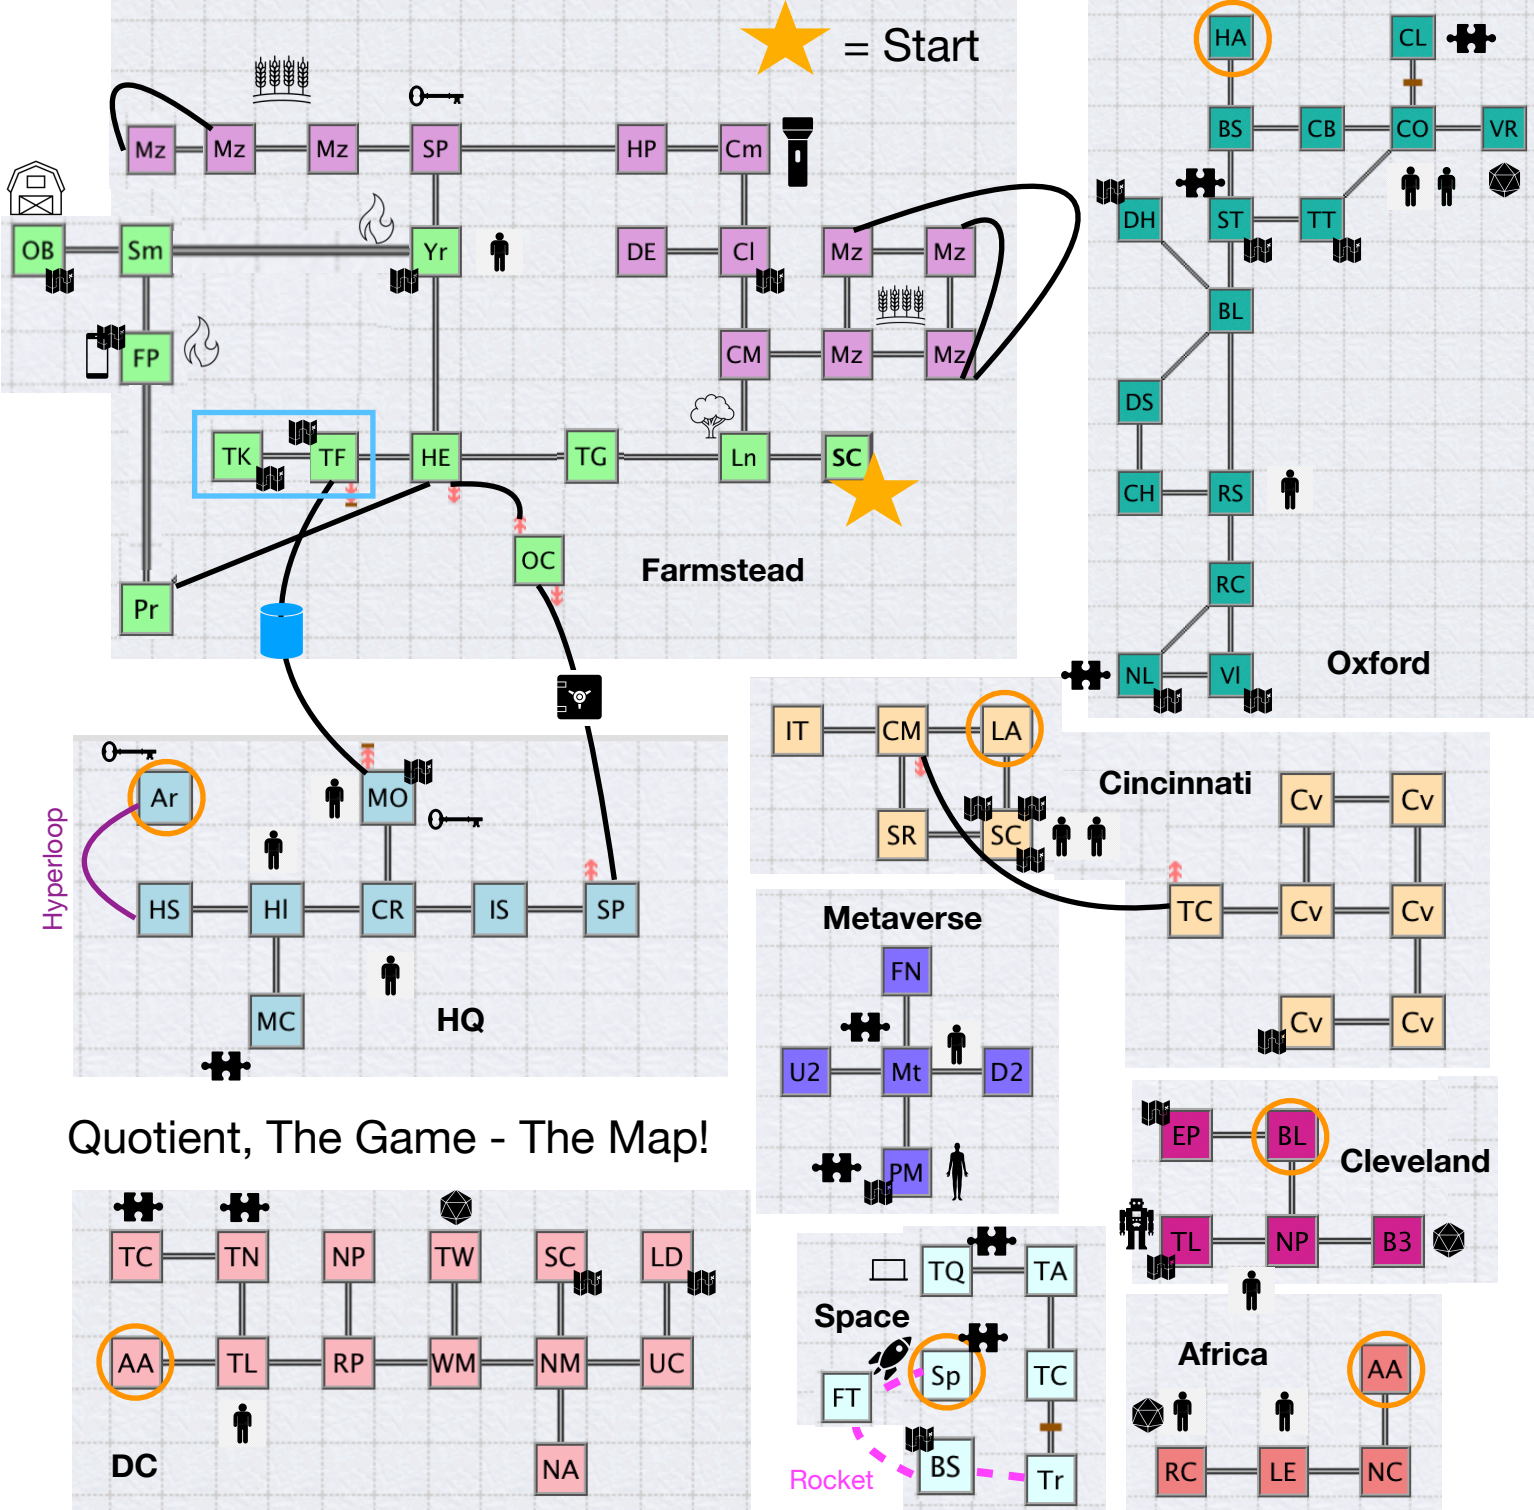 = Start
HA CL
Mz Mz Mz SP HP Cm
BS CB CO VR
OB Sm Yr DE Cl Mz Mz
DH ST TT
BL
FP CM Mz Mz
DS
TK TF HE TG Ln SC
CH RS
OC Farmstead
Pr
RC
Oxford
NL Vl
IT CM LA
Cincinnati
Ar MO
Cv Cv
SR SC
Hyperloop
HS HI CR IS SP
TC Cv Cv
Metaverse
FN
MC HQ
Cv Cv
U2 Mt D2
Quotient, The Game - The Map!
EP BL
Cleveland
PM
TC TN NP TW SC LD
TL NP B3
TQ TA
Space
Africa
AA TL RP WM NM UC
Sp TC
FT
AA
DC NA
BS Tr
Rocket
RC LE NC